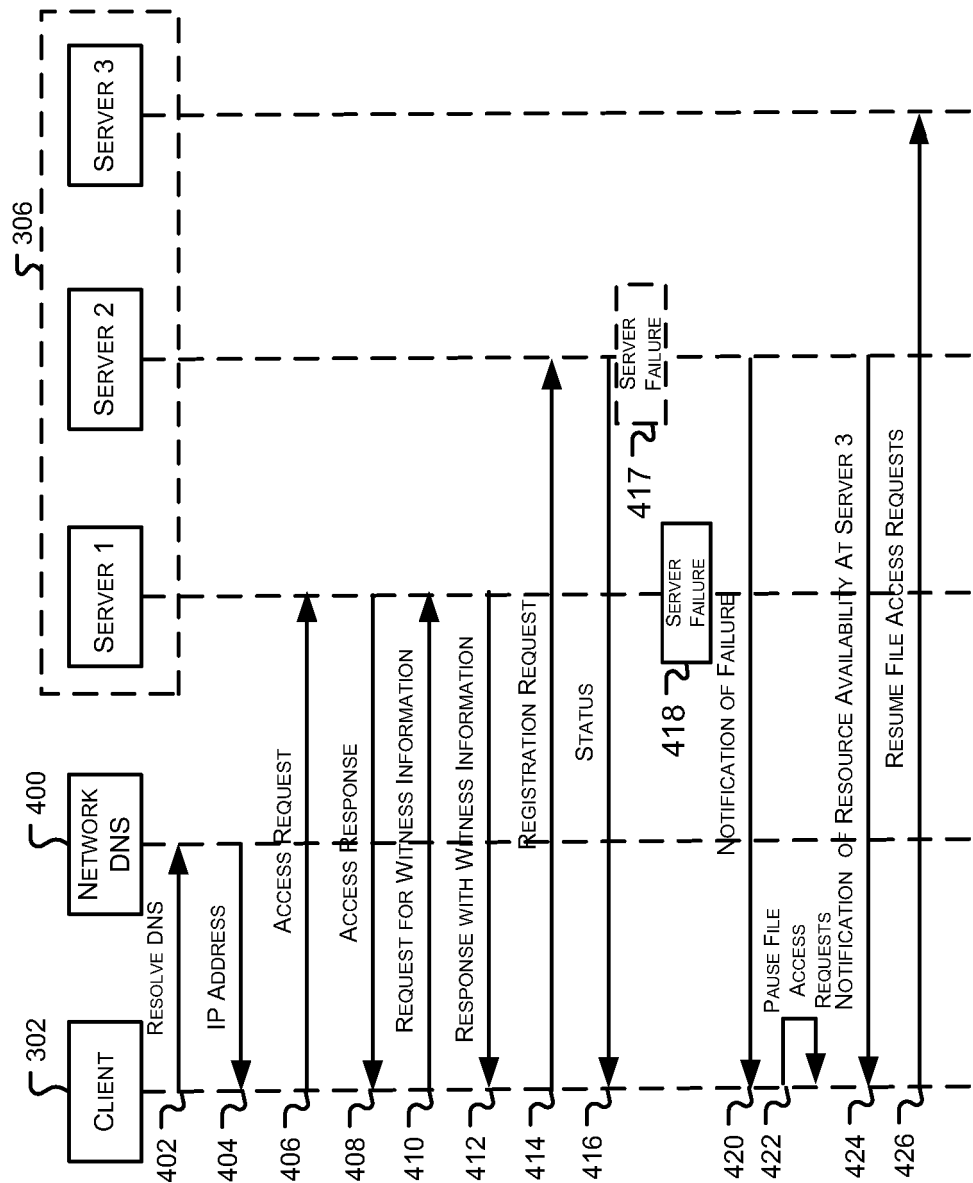 306
400
302
CLIENT
NETWORK
DNS
SERVER 1
SERVER 2
SERVER 3
402
RESOLVE DNS
404
IP ADDRESS
406
ACCESS REQUEST
408
ACCESS RESPONSE
410
REQUEST FOR WITNESS INFORMATION
412
RESPONSE WITH WITNESS INFORMATION
414
REGISTRATION REQUEST
416
STATUS
417
SERVER
FAILURE
418
SERVER
FAILURE
420
NOTIFICATION OF FAILURE
422
PAUSE FILE
ACCESS
REQUESTS
424
NOTIFICATION OF RESOURCE AVAILABILITY AT SERVER 3
426
RESUME FILE ACCESS REQUESTS